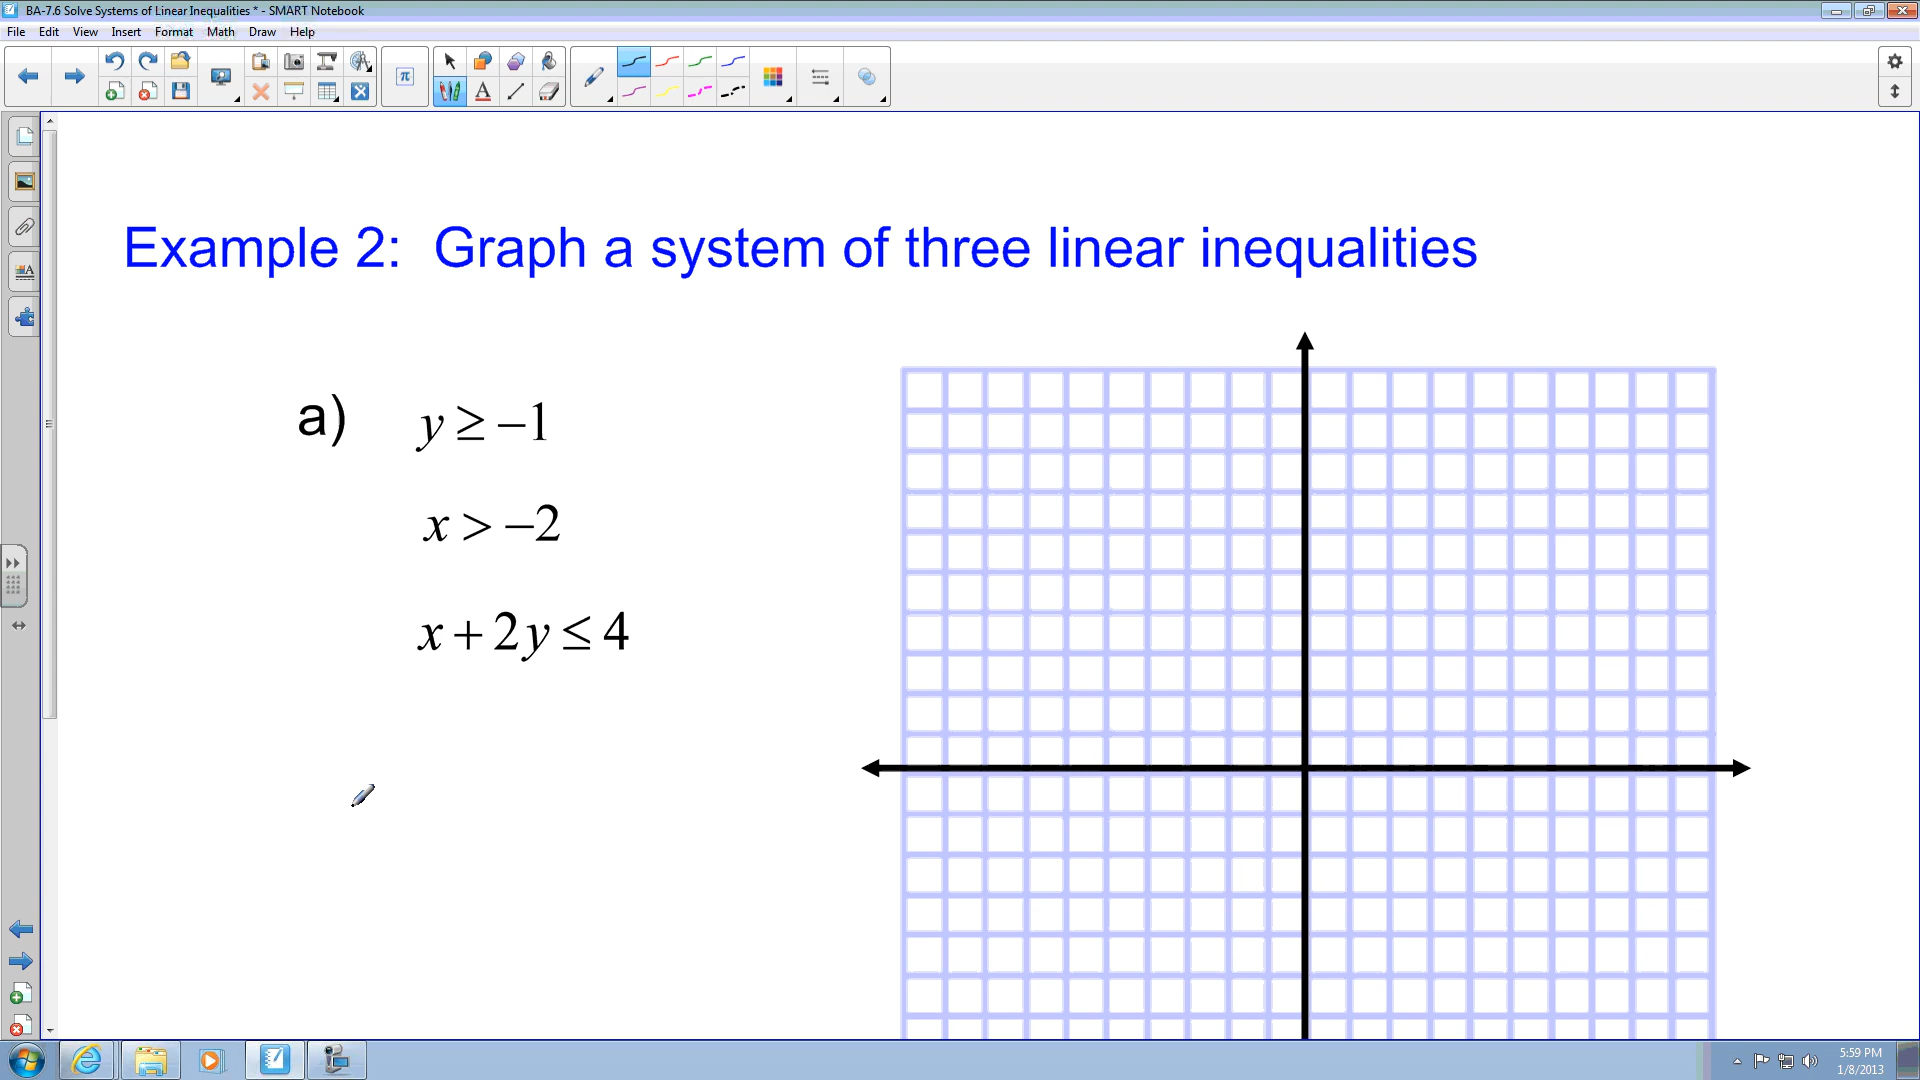 BA-7.6 Solve Systems of Linear Inequalities * - SMART Notebook
File Edit View Insert Format Math Draw Help
π
A
Example 2:  Graph a system of three linear inequalities
a) y ≥ −1
x > −2
x + 2y ≤ 4
5:59 PM
1/8/2013